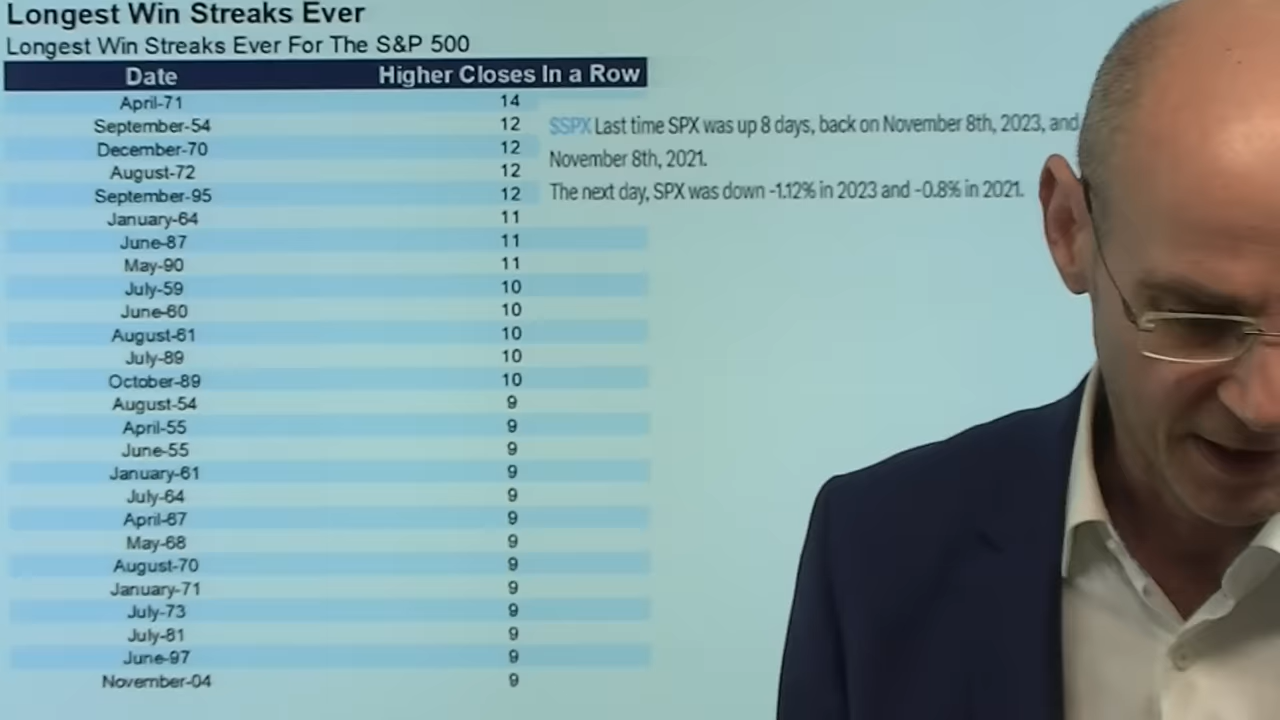 Longest Win Streaks Ever
Longest Win Streaks Ever For The S&P 500
Date Higher Closes In a Row
April-71 14
September-54 12
December-70 12
August-72 12
September-95 12
January-64 11
June-87 11
May-90 11
July-59 10
June-60 10
August-61 10
July-89 10
October-89 10
August-54 9
April-55 9
June-55 9
January-61 9
July-64 9
April-67 9
May-68 9
August-70 9
January-71 9
July-73 9
July-81 9
June-97 9
November-04 9
$SPX Last time SPX was up 8 days, back on November 8th, 2023, and
November 8th, 2021.
The next day, SPX was down -1.12% in 2023 and -0.8% in 2021.